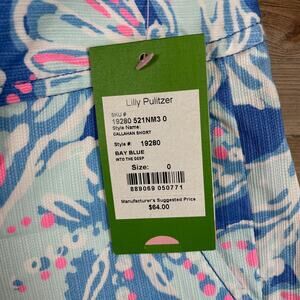 Lilly Pulitzer
SKU #
19280 521NM3 0
Style Name:
CALLAHAN SHORT
Style #: 19280
BAY BLUE
INTO THE DEEP
Size: 0
889069 050771
Manufacturer's Suggested Price
$64.00